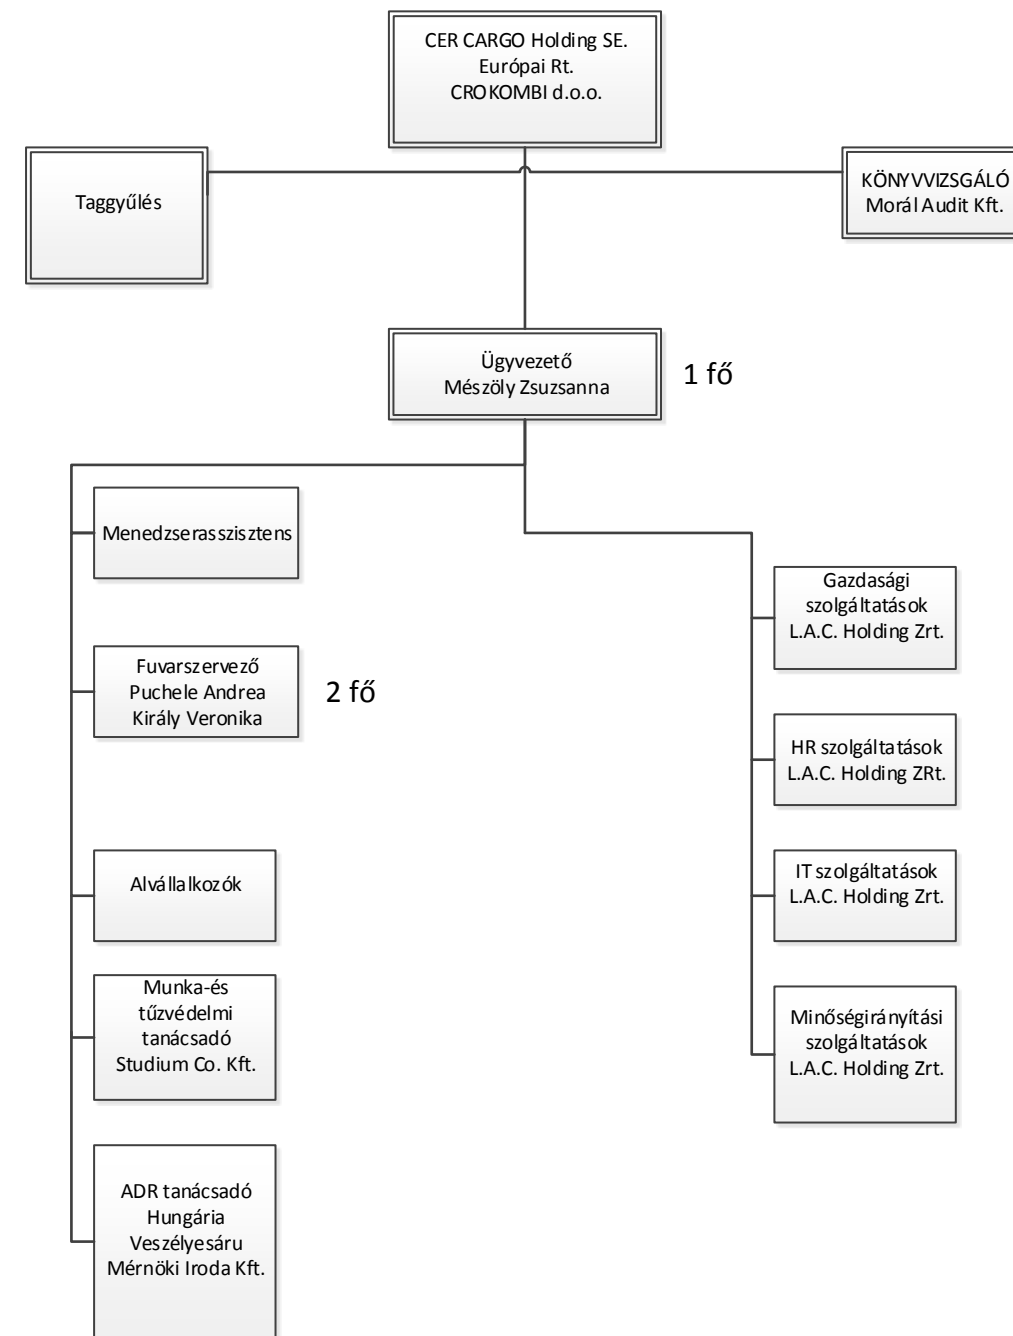 CER CARGO Holding SE.
Európai Rt.
CROKOMBI d.o.o.
Taggyűlés
KÖNYVVIZSGÁLÓ
Morál Audit Kft.
Ügyvezető
Mészöly Zsuzsanna
1 fő
Menedzserasszisztens
Fuvarszervező
Puchele Andrea
Király Veronika
2 fő
Alvállalkozók
Munka-és
tűzvédelmi
tanácsadó
Studium Co. Kft.
ADR tanácsadó
Hungária
Veszélyesáru
Mérnöki Iroda Kft.
Gazdasági
szolgáltatások
L.A.C. Holding Zrt.
HR szolgáltatások
L.A.C. Holding ZRt.
IT szolgáltatások
L.A.C. Holding Zrt.
Minőségirányítási
szolgáltatások
L.A.C. Holding Zrt.